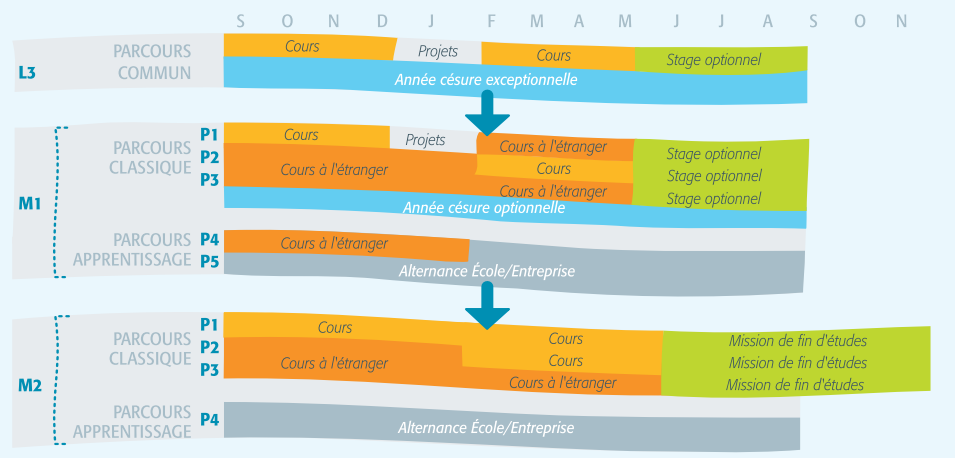 S O N D J F M A M J J A S O N
L3
PARCOURS
COMMUN
Cours
Projets
Cours
Stage optionnel
Année césure exceptionnelle
M1
PARCOURS
CLASSIQUE
P1
P2
P3
Cours
Projets
Cours à l'étranger
Cours à l'étranger
Cours
Cours à l'étranger
Stage optionnel
Stage optionnel
Stage optionnel
Année césure optionnelle
PARCOURS
APPRENTISSAGE
P4
P5
Cours à l'étranger
Alternance École/Entreprise
M2
PARCOURS
CLASSIQUE
P1
P2
P3
Cours
Cours
Cours à l'étranger
Cours
Cours à l'étranger
Mission de fin d'études
Mission de fin d'études
Mission de fin d'études
PARCOURS
APPRENTISSAGE
P4
Alternance École/Entreprise